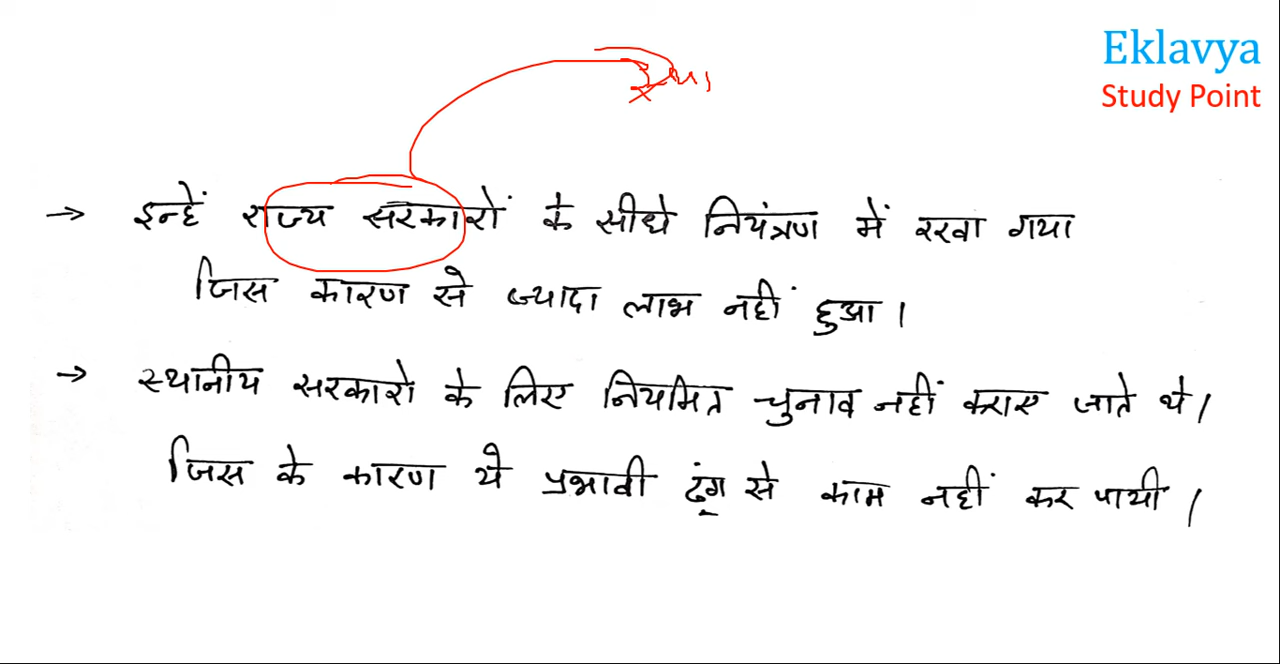 Eklavya
Study Point
→ इन्हें राज्य सरकारों के सीधे नियंत्रण में रखा गया
जिस कारण से ज्यादा लाभ नहीं हुआ।
→ स्थानीय सरकारो के लिए नियमित चुनाव नहीं कराए जाते थे।
जिस के कारण ये प्रभावी ढ़ंग से काम नहीं कर पायी।